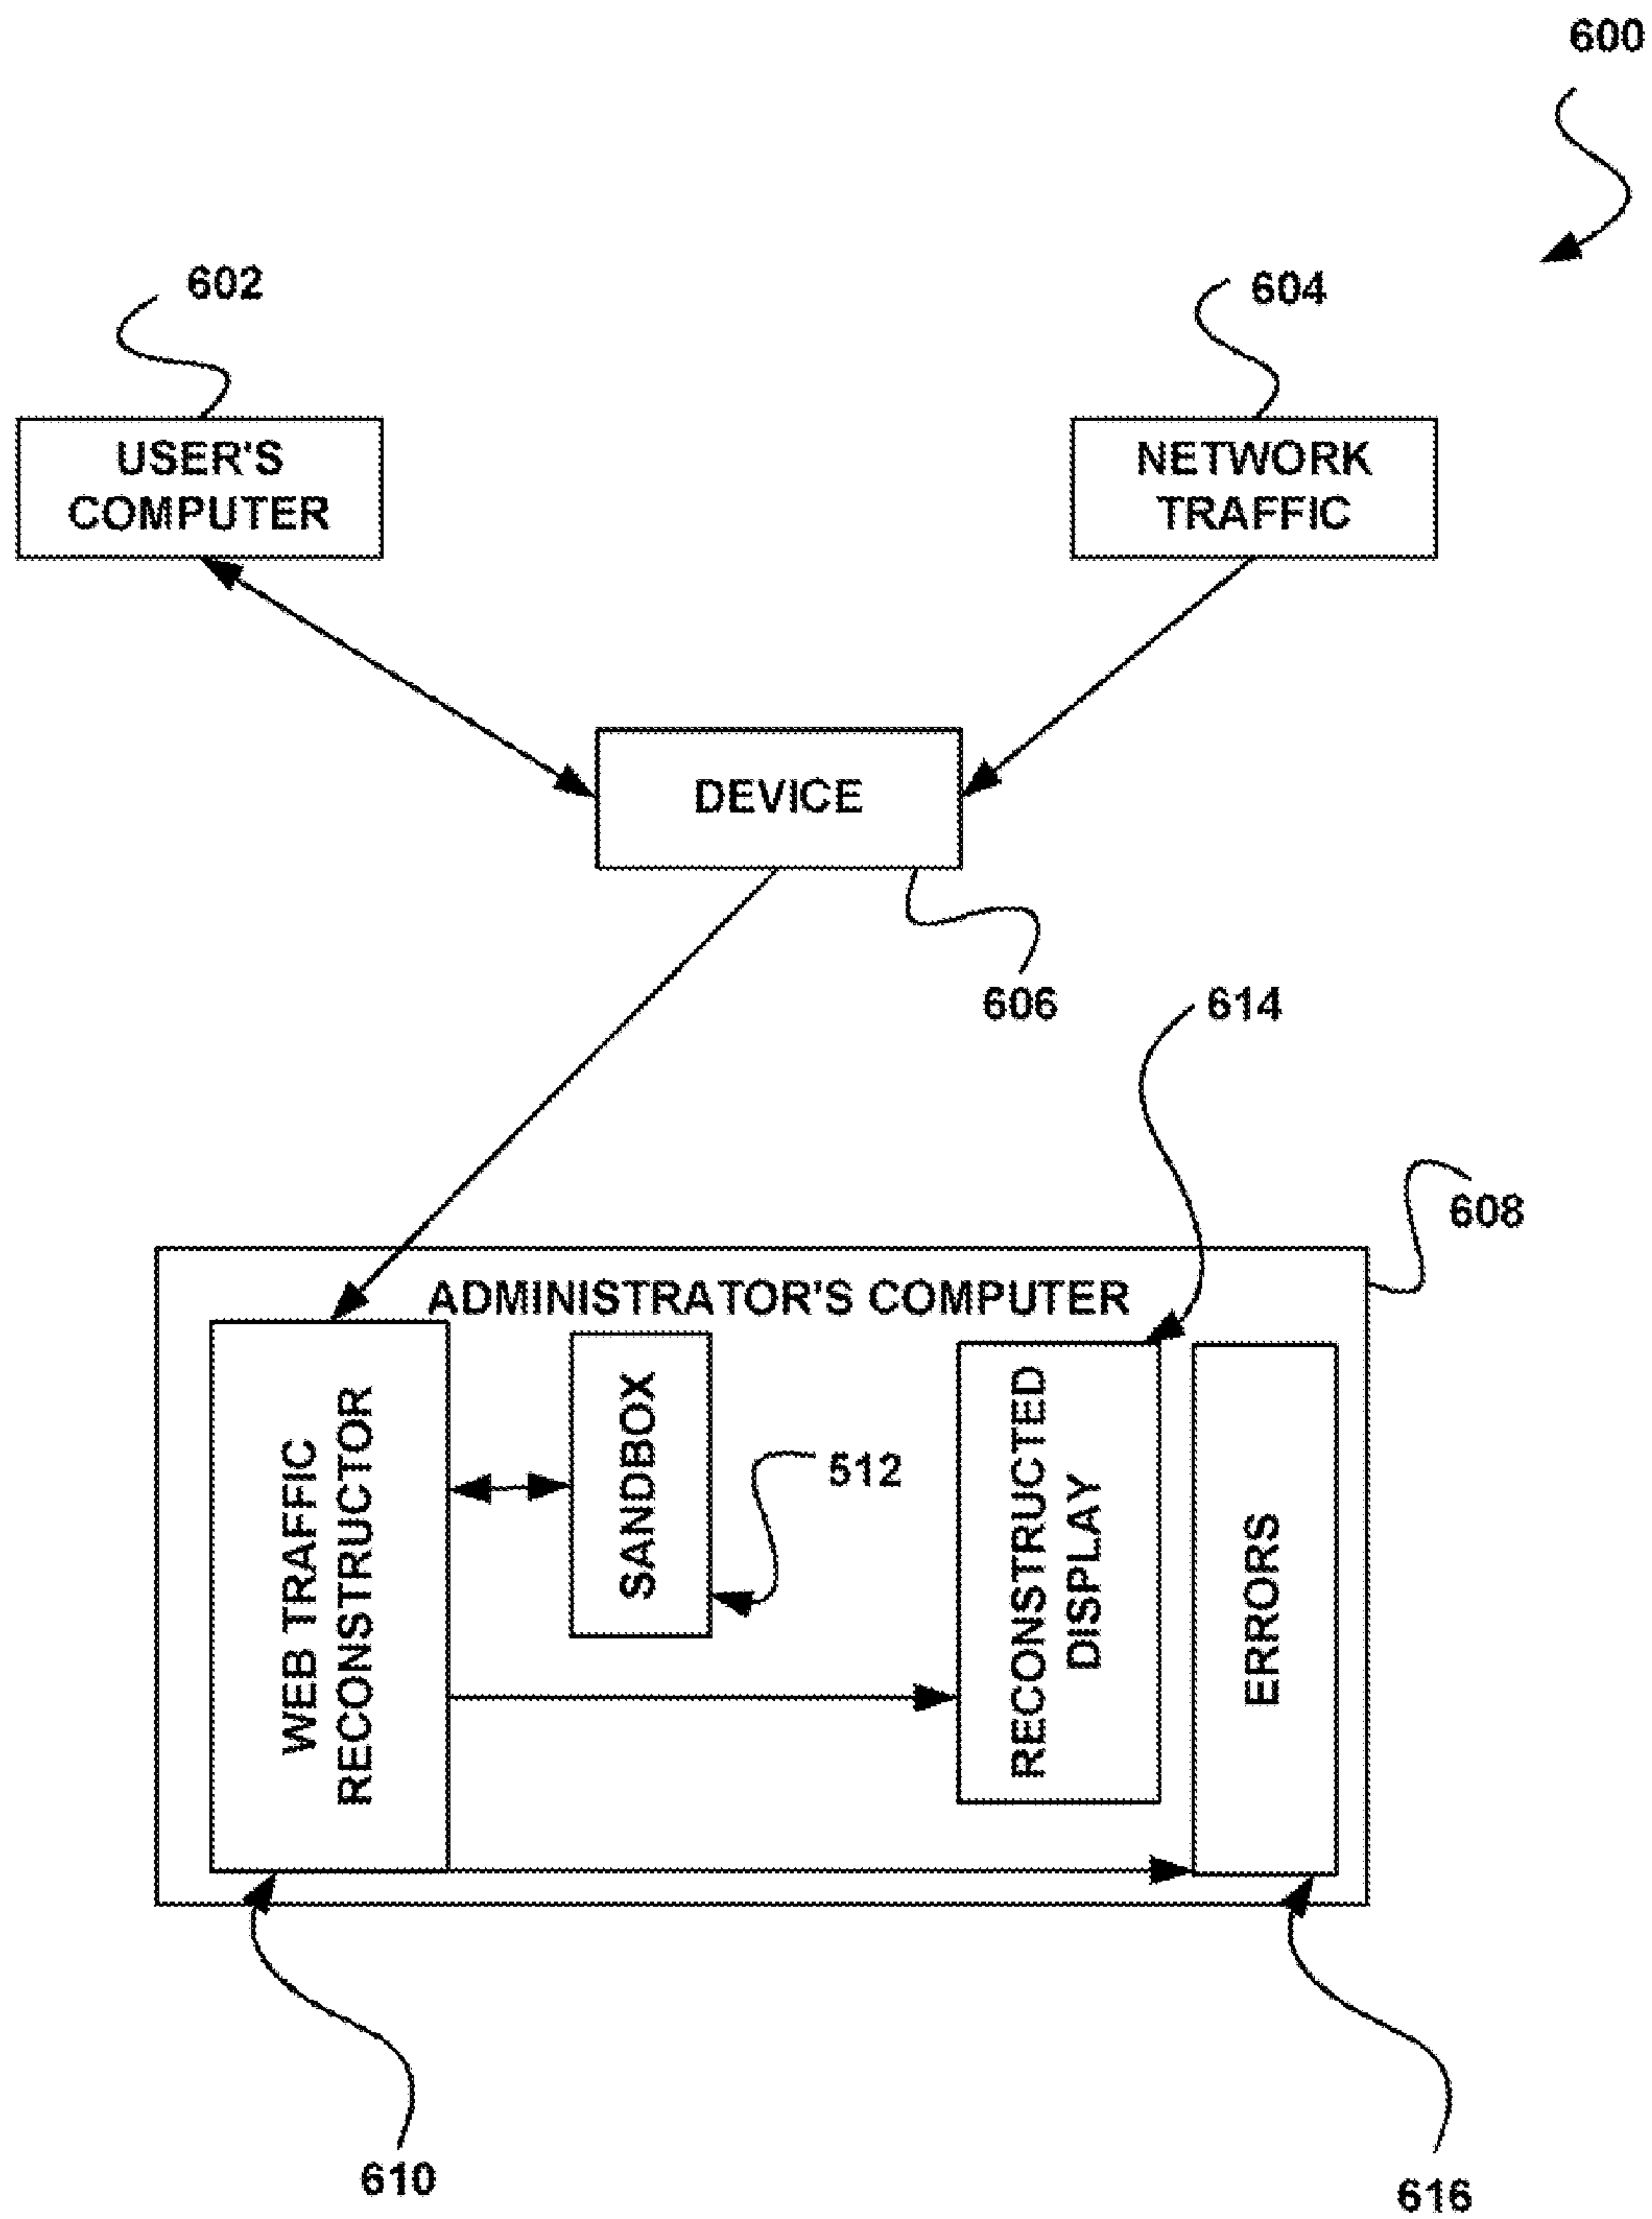 600
602
604
USER'S
COMPUTER
NETWORK
TRAFFIC
DEVICE
606
614
608
ADMINISTRATOR'S COMPUTER
WEB TRAFFIC
RECONSTRUCTOR
SANDBOX
512
RECONSTRUCTED
DISPLAY
ERRORS
610
616